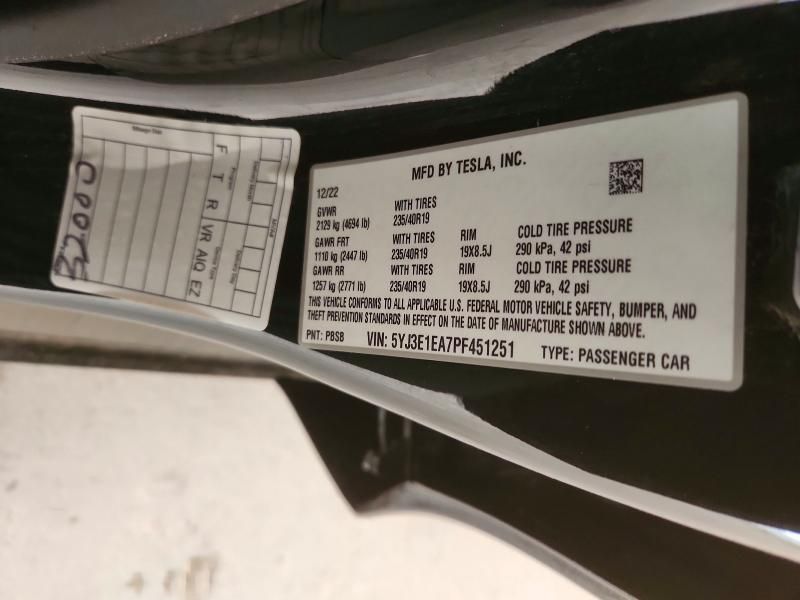 MFD BY TESLA, INC.
12/22
GVWR WITH TIRES
2129 kg (4694 lb) 235/40R19
GAWR FRT WITH TIRES RIM COLD TIRE PRESSURE
1110 kg (2447 lb) 235/40R19 19X8.5J 290 kPa, 42 psi
GAWR RR WITH TIRES RIM COLD TIRE PRESSURE
1257 kg (2771 lb) 235/40R19 19X8.5J 290 kPa, 42 psi
THIS VEHICLE CONFORMS TO ALL APPLICABLE U.S. FEDERAL MOTOR VEHICLE SAFETY, BUMPER, AND
THEFT PREVENTION STANDARDS IN EFFECT ON THE DATE OF MANUFACTURE SHOWN ABOVE.
PNT: PBSB VIN: 5YJ3E1EA7PF451251 TYPE: PASSENGER CAR
F T R
VR AIQ EZ